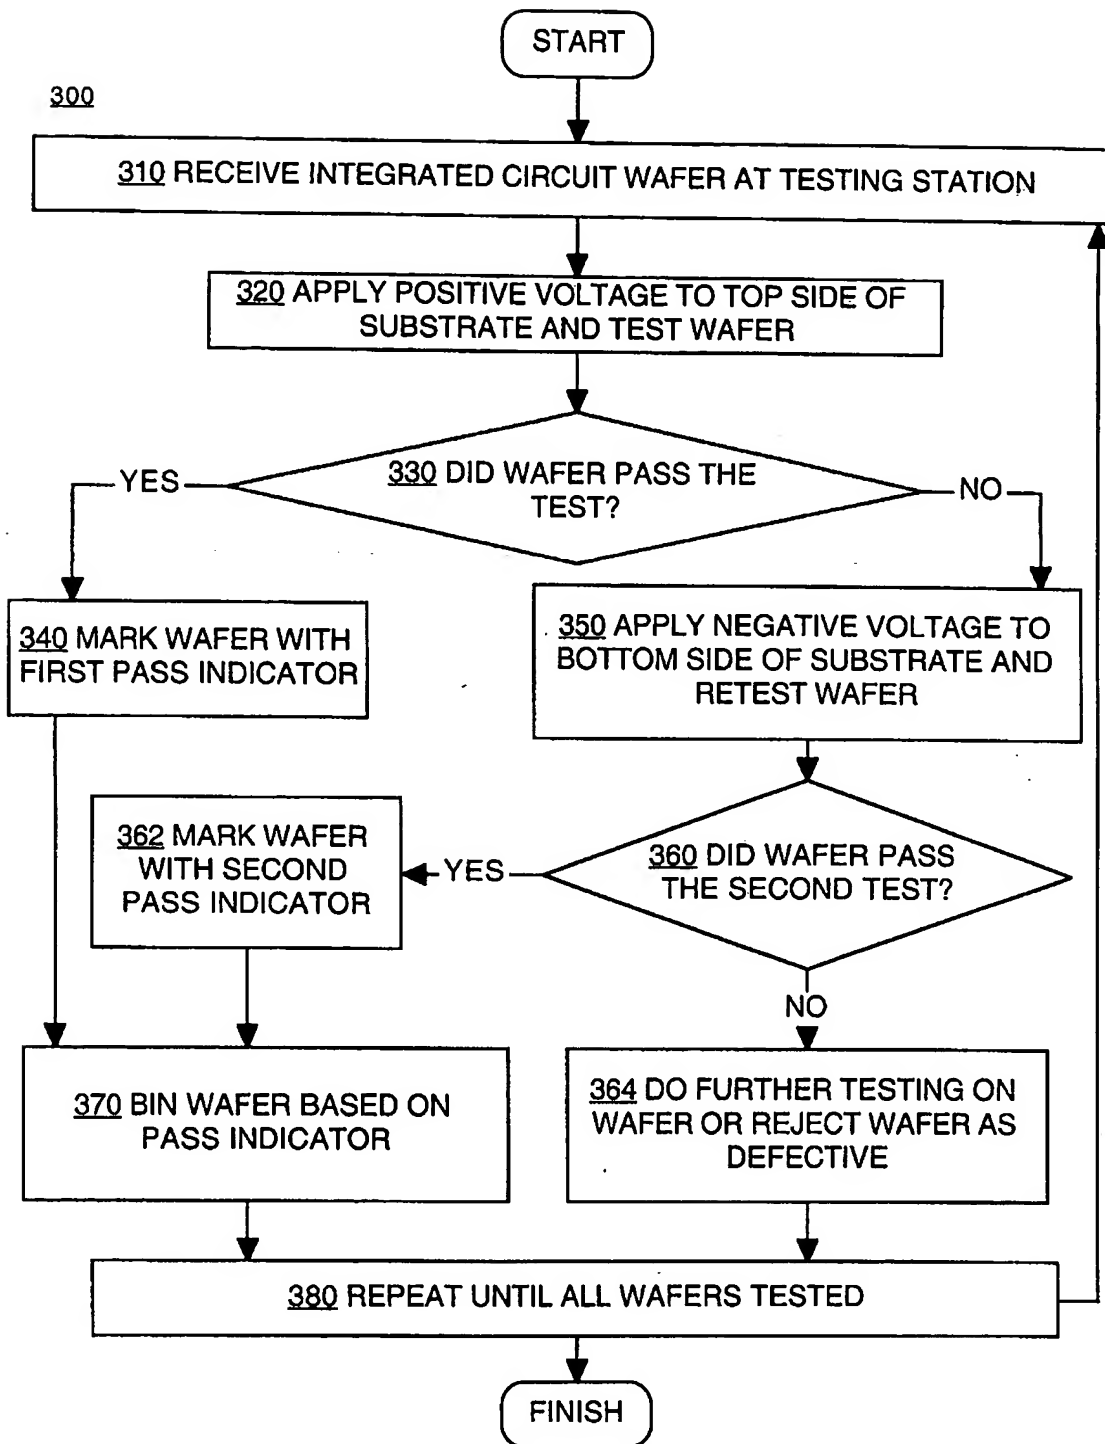 START
300
310 RECEIVE INTEGRATED CIRCUIT WAFER AT TESTING STATION
320 APPLY POSITIVE VOLTAGE TO TOP SIDE OF
SUBSTRATE AND TEST WAFER
330 DID WAFER PASS THE
TEST?
YES
NO
340 MARK WAFER WITH
FIRST PASS INDICATOR
350 APPLY NEGATIVE VOLTAGE TO
BOTTOM SIDE OF SUBSTRATE AND
RETEST WAFER
362 MARK WAFER
WITH SECOND
PASS INDICATOR
YES
360 DID WAFER PASS
THE SECOND TEST?
NO
370 BIN WAFER BASED ON
PASS INDICATOR
364 DO FURTHER TESTING ON
WAFER OR REJECT WAFER AS
DEFECTIVE
380 REPEAT UNTIL ALL WAFERS TESTED
FINISH